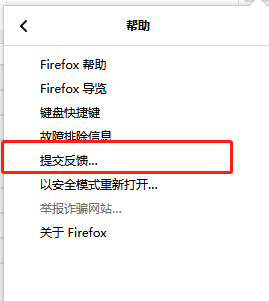 帮助
Firefox 帮助
Firefox 导览
键盘快捷键
故障排除信息
提交反馈...
以安全模式重新打开...
举报诈骗网站...
关于 Firefox